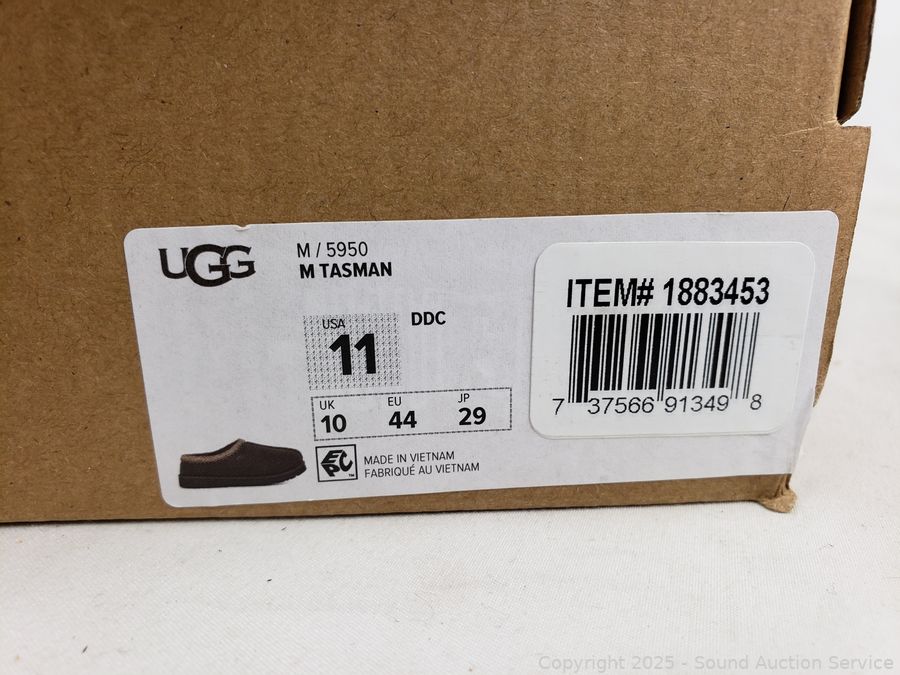 UGG
M / 5950
M TASMAN
USA
11
DDC
UK
10
EU
44
JP
29
EPC
MADE IN VIETNAM
FABRIQUÉ AU VIETNAM
ITEM# 1883453
7 37566 91349 8
Copyright 2025 - Sound Auction Service